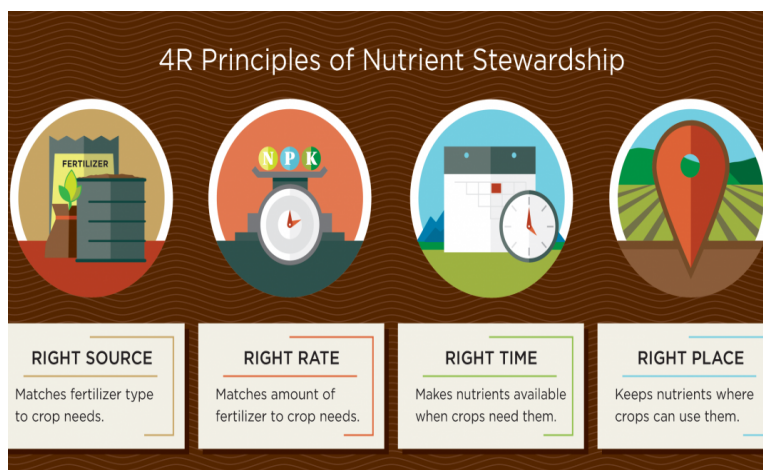 4R Principles of Nutrient Stewardship
FERTILIZER
N P K
RIGHT SOURCE
Matches fertilizer type
to crop needs.
RIGHT RATE
Matches amount of
fertilizer to crop needs.
RIGHT TIME
Makes nutrients available
when crops need them.
RIGHT PLACE
Keeps nutrients where
crops can use them.